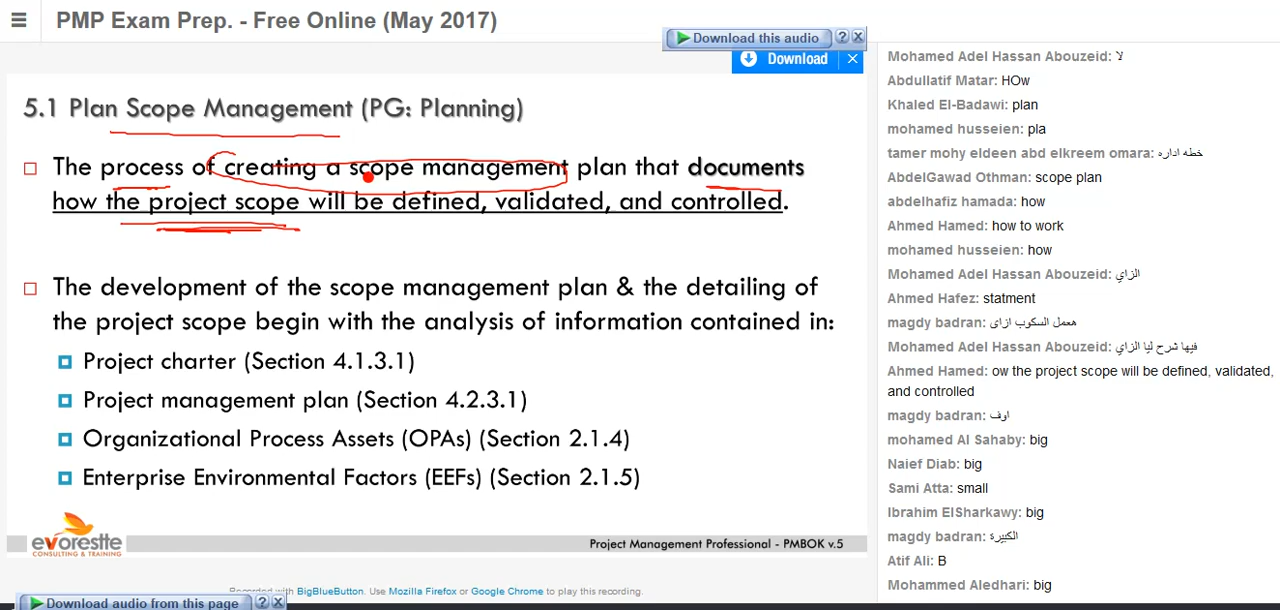 PMP Exam Prep. - Free Online (May 2017)
Download this audio
Download
5.1 Plan Scope Management (PG: Planning)
The process of creating a scope management plan that documents
how the project scope will be defined, validated, and controlled.
The development of the scope management plan & the detailing of
the project scope begin with the analysis of information contained in:
Project charter (Section 4.1.3.1)
Project management plan (Section 4.2.3.1)
Organizational Process Assets (OPAs) (Section 2.1.4)
Enterprise Environmental Factors (EEFs) (Section 2.1.5)
evorestte
CONSULTING & TRAINING
Project Management Professional - PMBOK v.5
Recorded with BigBlueButton. Use Mozilla Firefox or Google Chrome to play this recording.
Download audio from this page
Mohamed Adel Hassan Abouzeid: لا
Abdullatif Matar: HOw
Khaled El-Badawi: plan
mohamed husseien: pla
tamer mohy eldeen abd elkreem omara: خطه اداره
AbdelGawad Othman: scope plan
abdelhafiz hamada: how
Ahmed Hamed: how to work
mohamed husseien: how
Mohamed Adel Hassan Abouzeid: الزاي
Ahmed Hafez: statment
magdy badran: هعمل السكوب ازاى
Mohamed Adel Hassan Abouzeid: فيها شرح ليا الزاي
Ahmed Hamed: ow the project scope will be defined, validated,
and controlled
magdy badran: اوف
mohamed Al Sahaby: big
Naief Diab: big
Sami Atta: small
Ibrahim ElSharkawy: big
magdy badran: الكبيرة
Atif Ali: B
Mohammed Aledhari: big